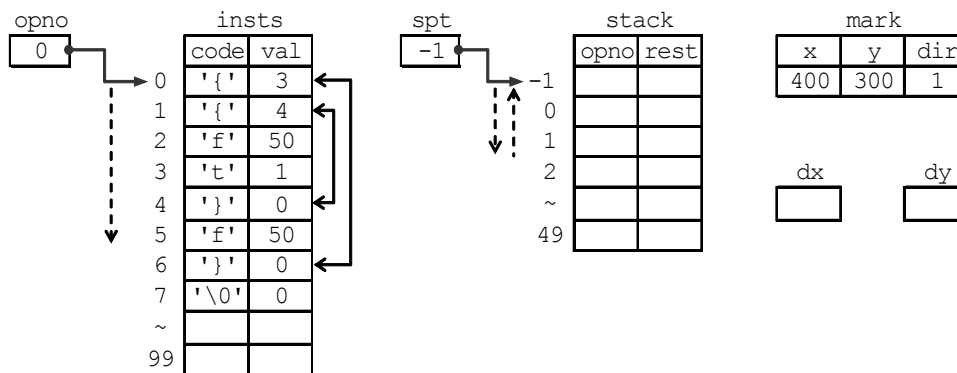 opno insts spt stack mark
0 code val -1 opno rest x y dir
0 '{' 3 -1 400 300 1
1 '{' 4 0
2 'f' 50 1
3 't' 1 2 dx dy
4 '}' 0 ~
5 'f' 50 49
6 '}' 0
7 '\0' 0
~
99